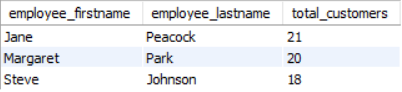 employee_firstname employee_lastname total_customers
Jane Peacock 21
Margaret Park 20
Steve Johnson 18